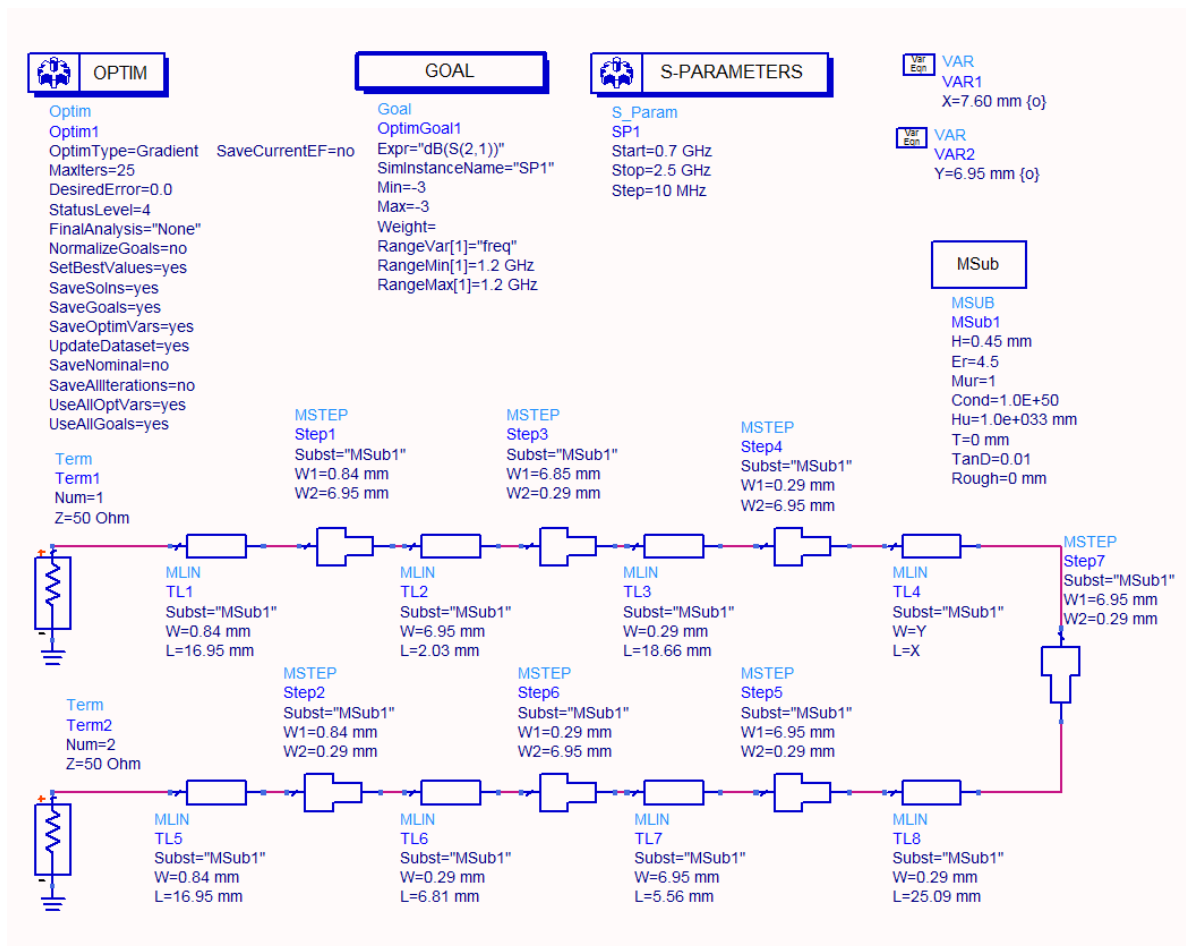 OPTIM
Optim
Optim1
OptimType=Gradient SaveCurrentEF=no
MaxIters=25
DesiredError=0.0
StatusLevel=4
FinalAnalysis="None"
NormalizeGoals=no
SetBestValues=yes
SaveSolns=yes
SaveGoals=yes
SaveOptimVars=yes
UpdateDataset=yes
SaveNominal=no
SaveAllIterations=no
UseAllOptVars=yes
UseAllGoals=yes
GOAL
Goal
OptimGoal1
Expr="dB(S(2,1))"
SimInstanceName="SP1"
Min=-3
Max=-3
Weight=
RangeVar[1]="freq"
RangeMin[1]=1.2 GHz
RangeMax[1]=1.2 GHz
S-PARAMETERS
S_Param
SP1
Start=0.7 GHz
Stop=2.5 GHz
Step=10 MHz
Var
Eqn
VAR
VAR1
X=7.60 mm {o}
Var
Eqn
VAR
VAR2
Y=6.95 mm {o}
MSub
MSUB
MSub1
H=0.45 mm
Er=4.5
Mur=1
Cond=1.0E+50
Hu=1.0e+033 mm
T=0 mm
TanD=0.01
Rough=0 mm
Term
Term1
Num=1
Z=50 Ohm
MSTEP
Step1
Subst="MSub1"
W1=0.84 mm
W2=6.95 mm
MSTEP
Step3
Subst="MSub1"
W1=6.85 mm
W2=0.29 mm
MSTEP
Step4
Subst="MSub1"
W1=0.29 mm
W2=6.95 mm
MSTEP
Step7
Subst="MSub1"
W1=6.95 mm
W2=0.29 mm
+
-
MLIN
TL1
Subst="MSub1"
W=0.84 mm
L=16.95 mm
MLIN
TL2
Subst="MSub1"
W=6.95 mm
L=2.03 mm
MLIN
TL3
Subst="MSub1"
W=0.29 mm
L=18.66 mm
MLIN
TL4
Subst="MSub1"
W=Y
L=X
Term
Term2
Num=2
Z=50 Ohm
MSTEP
Step2
Subst="MSub1"
W1=0.84 mm
W2=0.29 mm
MSTEP
Step6
Subst="MSub1"
W1=0.29 mm
W2=6.95 mm
MSTEP
Step5
Subst="MSub1"
W1=6.95 mm
W2=0.29 mm
+
-
MLIN
TL5
Subst="MSub1"
W=0.84 mm
L=16.95 mm
MLIN
TL6
Subst="MSub1"
W=0.29 mm
L=6.81 mm
MLIN
TL7
Subst="MSub1"
W=6.95 mm
L=5.56 mm
MLIN
TL8
Subst="MSub1"
W=0.29 mm
L=25.09 mm